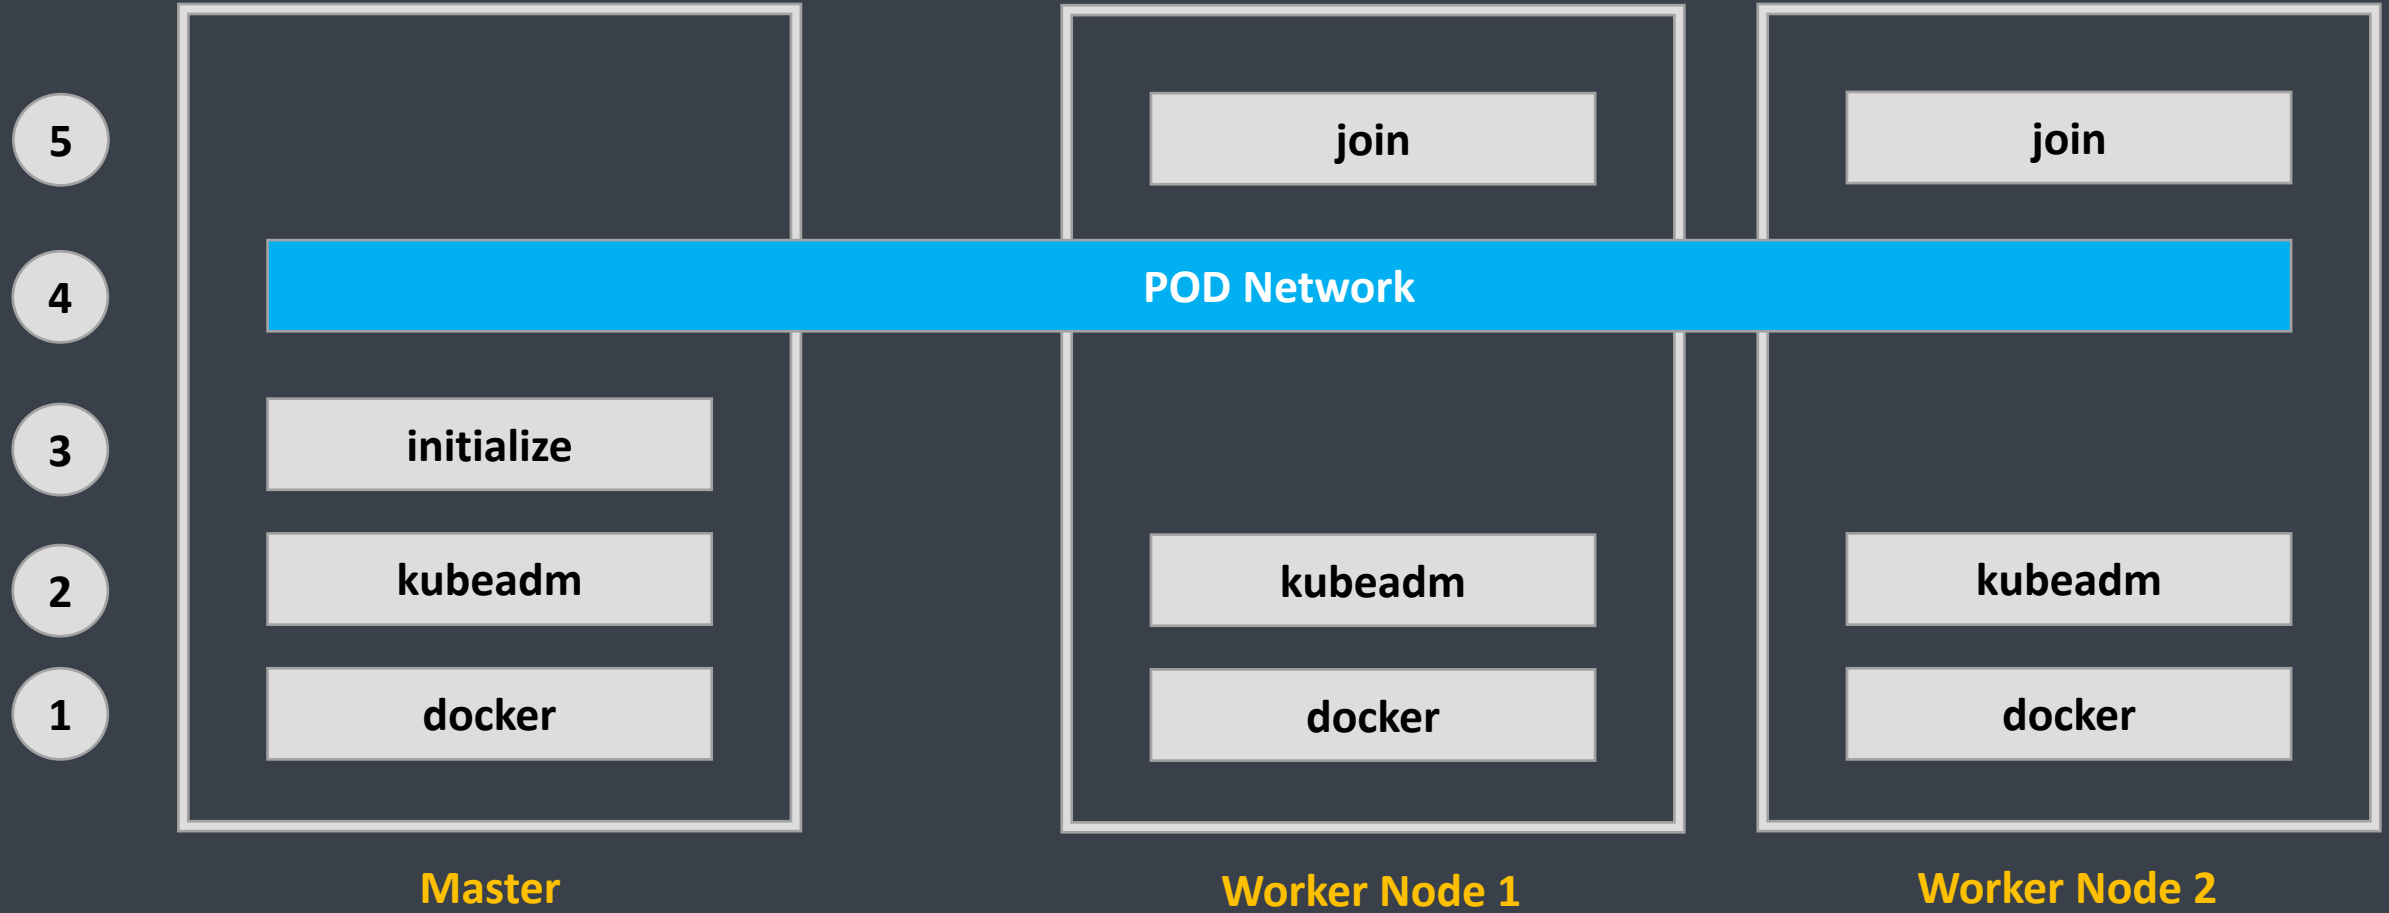 5
join
join
4
POD Network
3
initialize
2
kubeadm
kubeadm
kubeadm
1
docker
docker
docker
Master
Worker Node 1
Worker Node 2